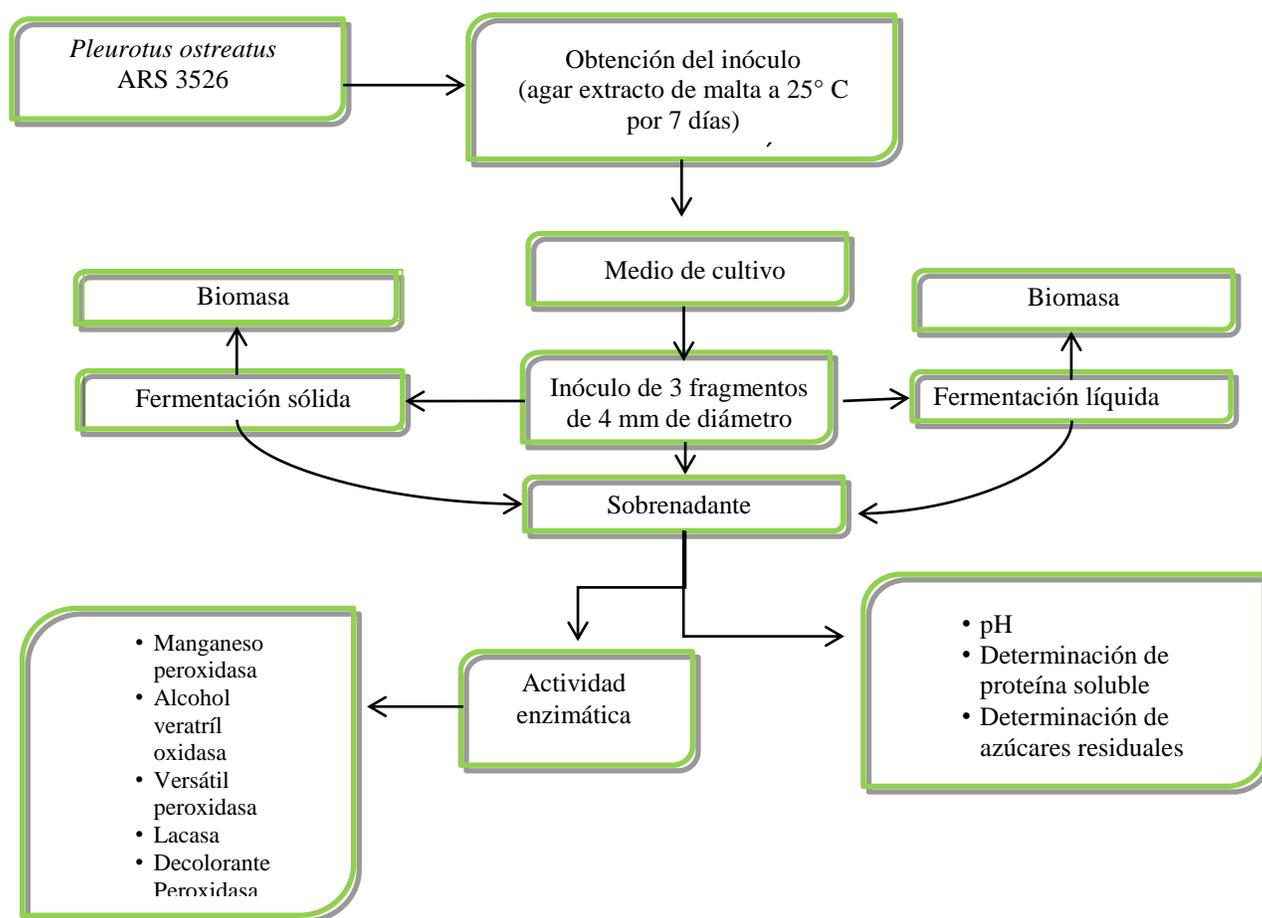 Pleurotus ostreatus
ARS 3526
Obtención del inóculo
(agar extracto de malta a 25° C
por 7 días)
´
Medio de cultivo
Biomasa
Biomasa
Fermentación sólida
Inóculo de 3 fragmentos
de 4 mm de diámetro
Fermentación líquida
Sobrenadante
• Manganeso
peroxidasa
• Alcohol
veratríl
oxidasa
• Versátil
peroxidasa
• Lacasa
• Decolorante
Peroxidasa
Actividad
enzimática
• pH
• Determinación de
proteína soluble
• Determinación de
azúcares residuales